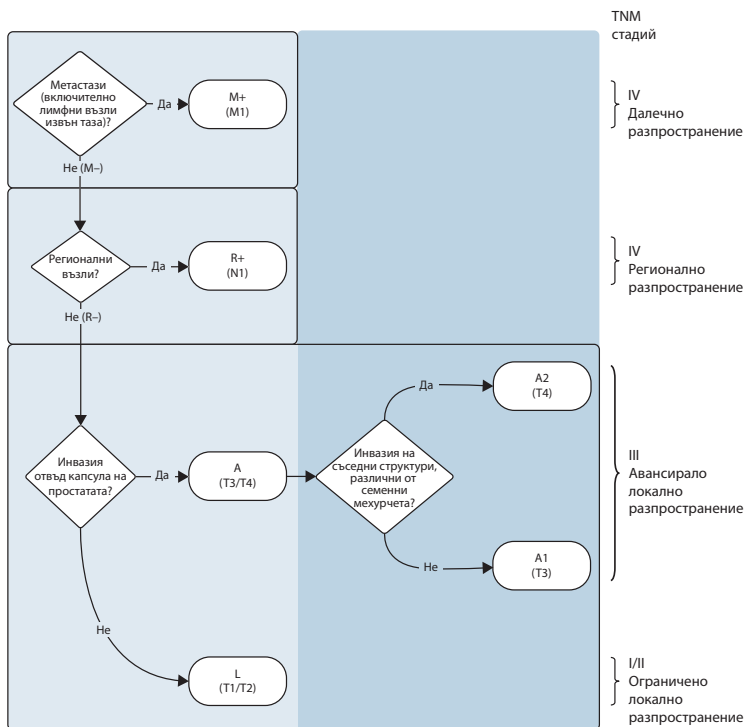 TNM
стадий
Метастази
(включително
лимфни възли
извън таза)?
Да
M+
(M1)
IV
Далечно
разпространение
Не (M–)
Регионални
възли?
Да
R+
(N1)
IV
Регионално
разпространение
Не (R–)
Да
A2
(T4)
Инвазия
отвъд капсула на
простатата?
Да
A
(T3/T4)
Инвазия на
съседни структури,
различни от
семенни
мехурчета?
III
Авансирало
локално
разпространение
Не
A1
(T3)
Не
L
(T1/T2)
I/II
Ограничено
локално
разпространение